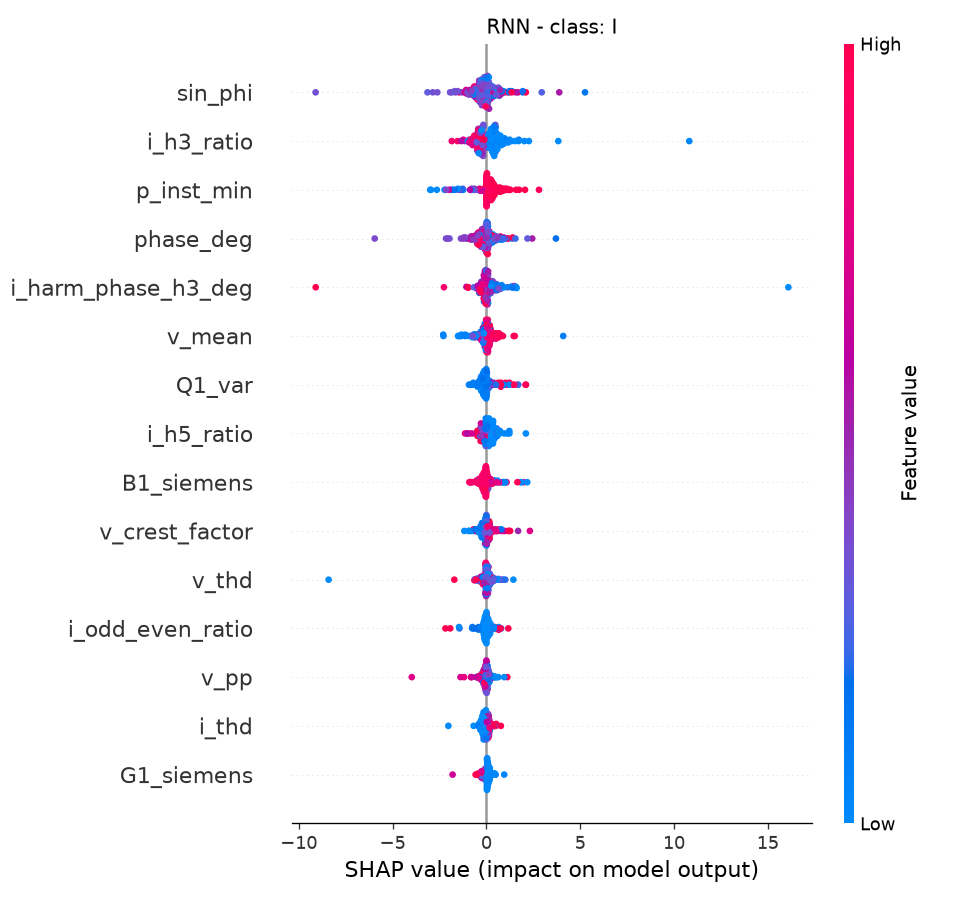 RNN - class: I
High
sin_phi
i_h3_ratio
p_inst_min
phase_deg
i_harm_phase_h3_deg
v_mean
Q1_var
i_h5_ratio
B1_siemens
v_crest_factor
v_thd
i_odd_even_ratio
v_pp
i_thd
G1_siemens
Feature value
Low
−10 −5 0 5 10 15
SHAP value (impact on model output)